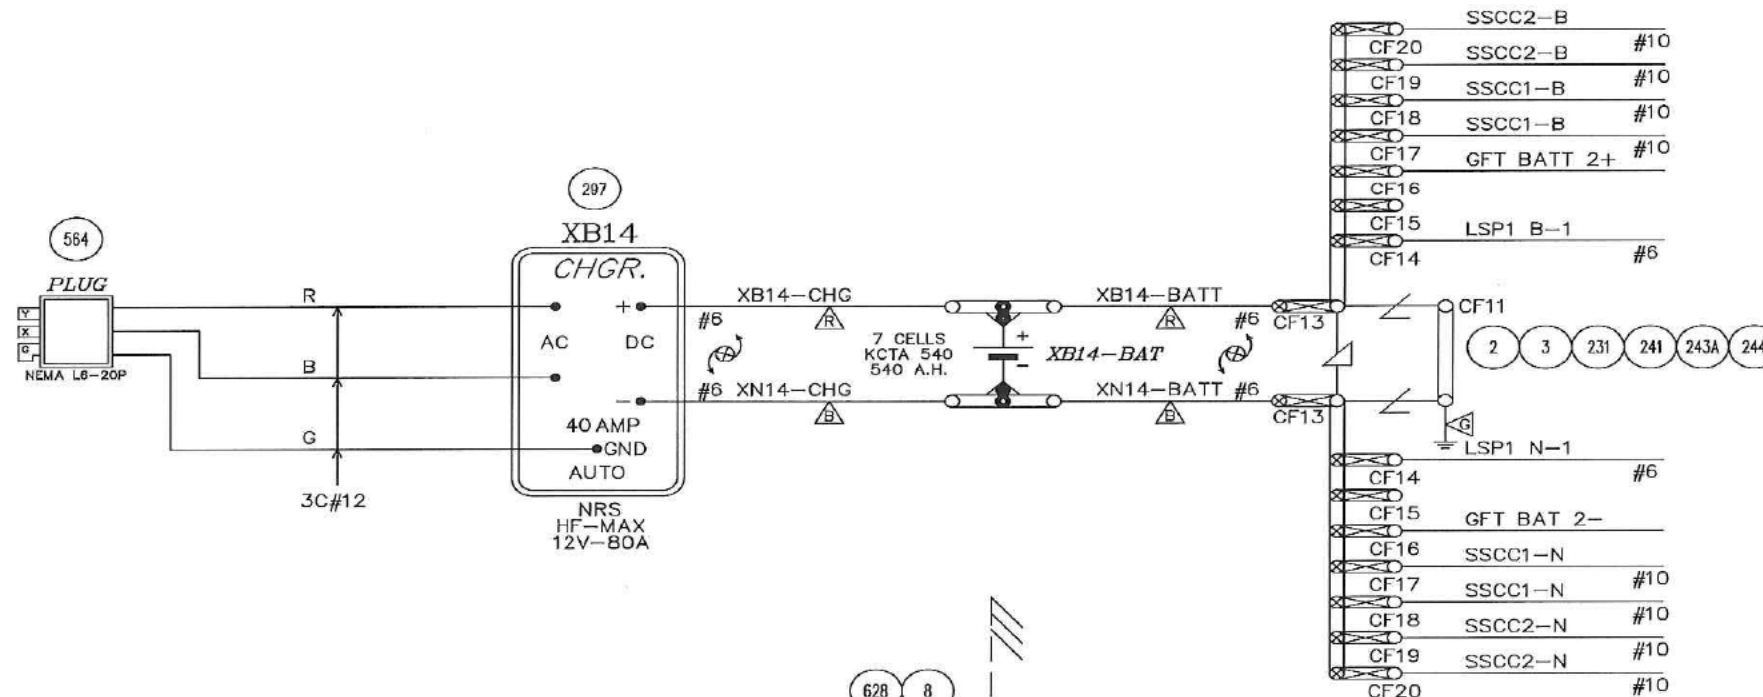 SSCC2-B
#10
CF20
SSCC2-B
#10
CF19
SSCC1-B
#10
CF18
SSCC1-B
#10
CF17
GFT BATT 2+
CF16
CF15
LSP1 B-1
#6
CF14
297
XB14
CHGR.
564
PLUG
Y
X
G
NEMA L6-20P
R
B
G
3C#12
+
AC
DC
-
40 AMP
GND
AUTO
NRS
HF-MAX
12V-80A
XB14-CHG
#6
R
#6
XN14-CHG
B
7 CELLS
KCTA 540
540 A.H.
+
-
XB14-BAT
XB14-BATT
R
#6
CF13
XN14-BATT
B
#6
CF13
CF11
2
3
231
241
243A
244
G
LSP1 N-1
#6
CF14
CF15
GFT BAT 2-
CF16
SSCC1-N
#10
CF17
SSCC1-N
#10
CF18
SSCC2-N
#10
CF19
SSCC2-N
#10
CF20
628
8